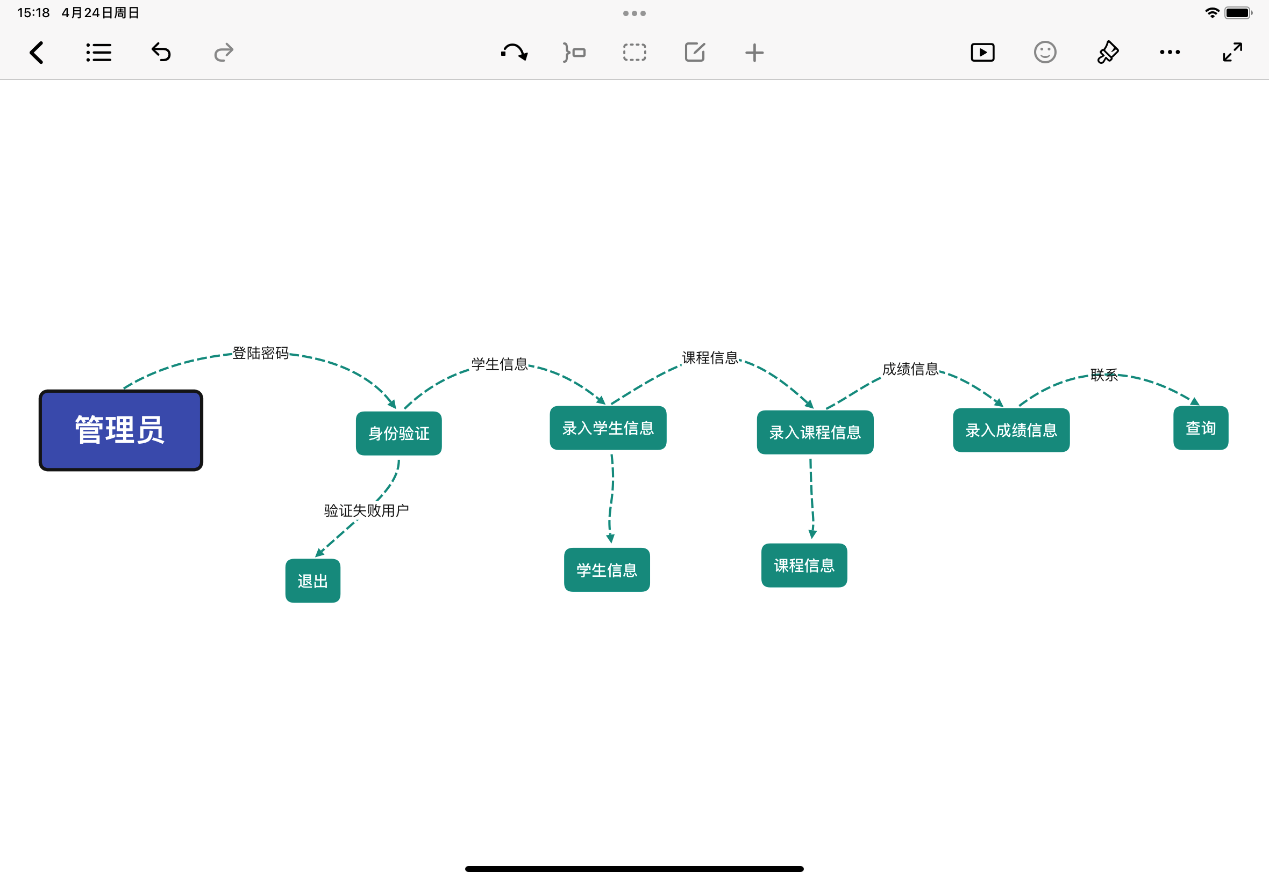 15:18 4月24日周日
登陆密码
学生信息
课程信息
成绩信息
联系
管理员
身份验证
录入学生信息
录入课程信息
录入成绩信息
查询
验证失败用户
退出
学生信息
课程信息